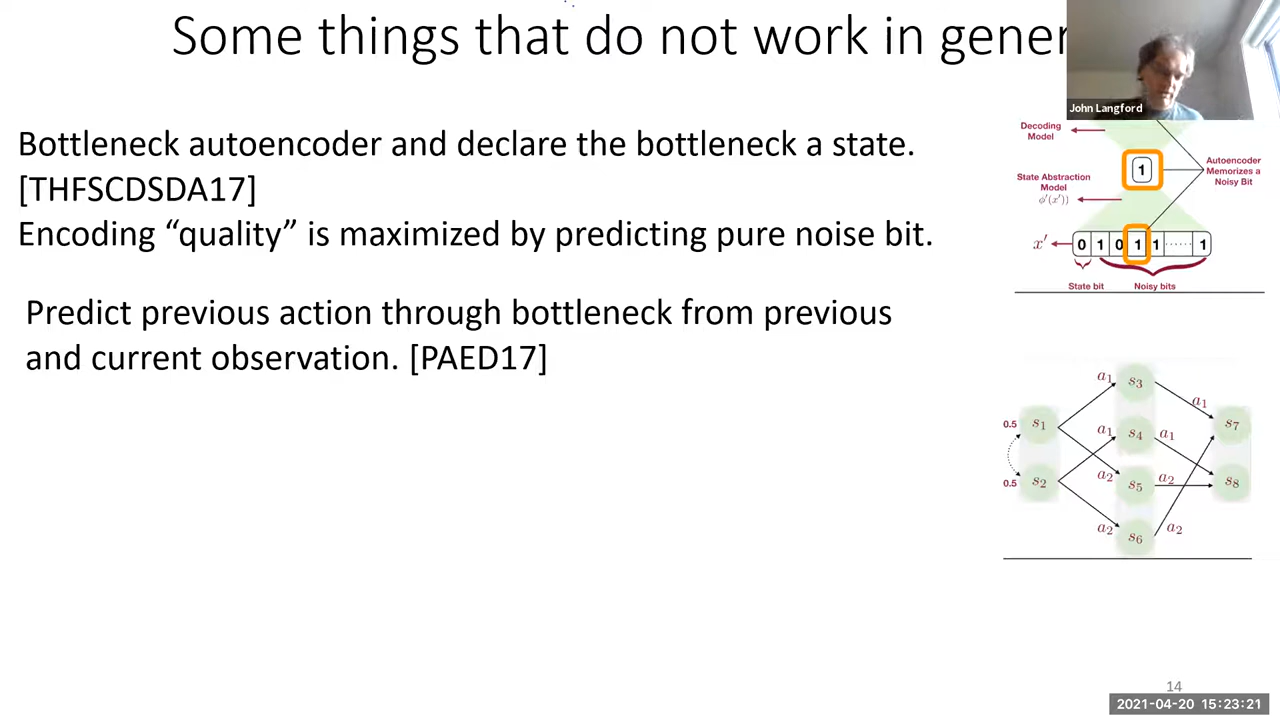 Some things that do not work in gener
John Langford
Bottleneck autoencoder and declare the bottleneck a state.
[THFSCDSDA17]
Encoding “quality” is maximized by predicting pure noise bit.
Predict previous action through bottleneck from previous
and current observation. [PAED17]
Decoding
Model
1
Autoencoder
Memorizes a
Noisy Bit
State Abstraction
Model
ϕ′(x′))
x′
0 1 0 1 1 ...... 1
State bit
Noisy bits
a1 s3
a1
0.5 s1
a1 s4 a1
s7
0.5 s2
a2 s5 a2
s8
a2 s6 a2
14
2021-04-20 15:23:21